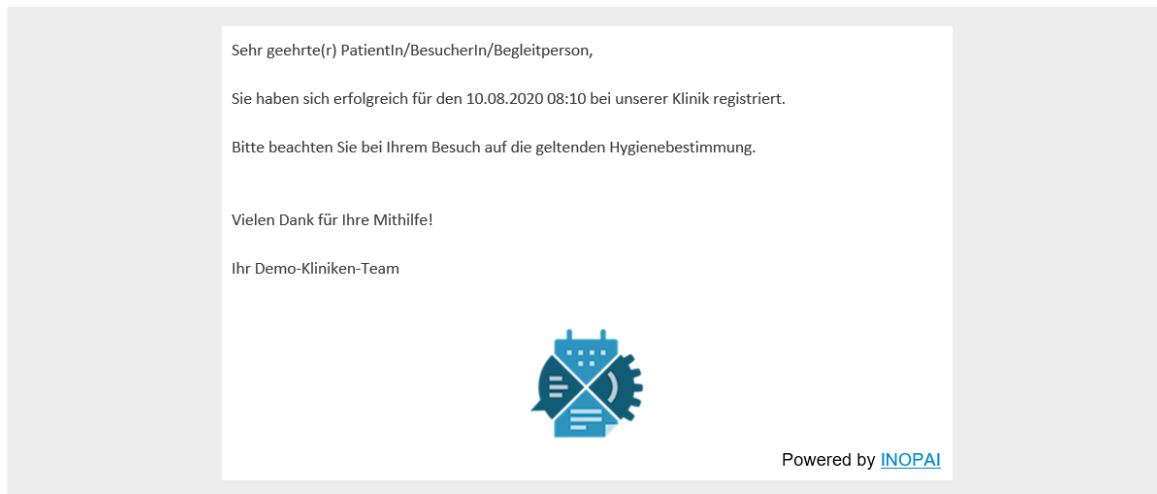 Sehr geehrte(r) PatientIn/BesucherIn/Begleitperson,
Sie haben sich erfolgreich für den 10.08.2020 08:10 bei unserer Klinik registriert.
Bitte beachten Sie bei Ihrem Besuch auf die geltenden Hygienebestimmung.
Vielen Dank für Ihre Mithilfe!
Ihr Demo-Kliniken-Team
Powered by INOPAI